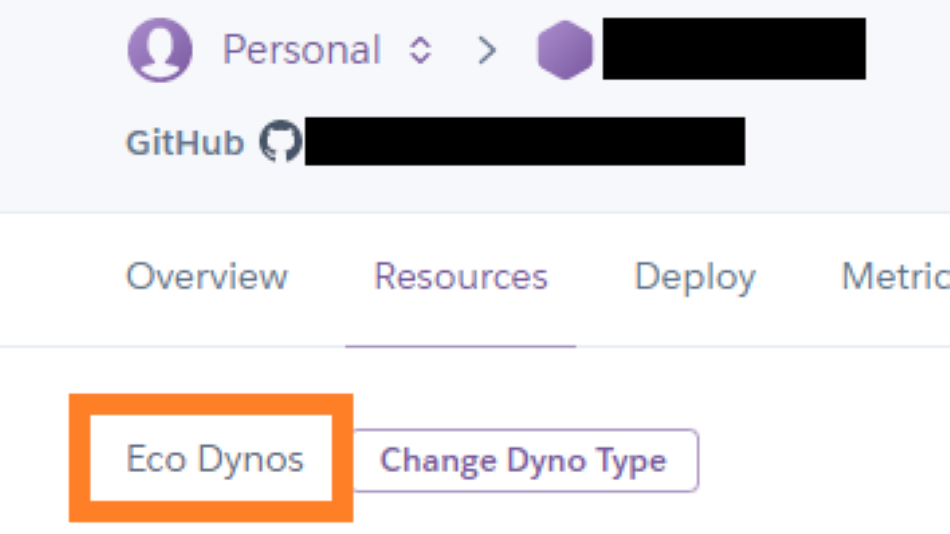 Personal >
GitHub
Overview Resources Deploy
Eco Dynos Change Dyno Type